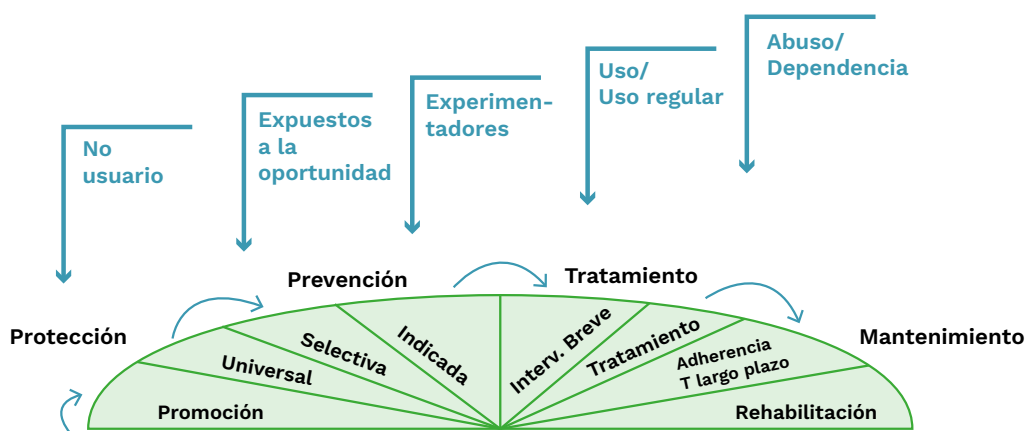 No
usuario
Expuestos
a la
oportunidad
Experimen-
tadores
Uso/
Uso regular
Abuso/
Dependencia
Protección
Prevención
Tratamiento
Mantenimiento
Promoción
Universal
Selectiva
Indicada
Interv. Breve
Tratamiento
Adherencia
T largo plazo
Rehabilitación